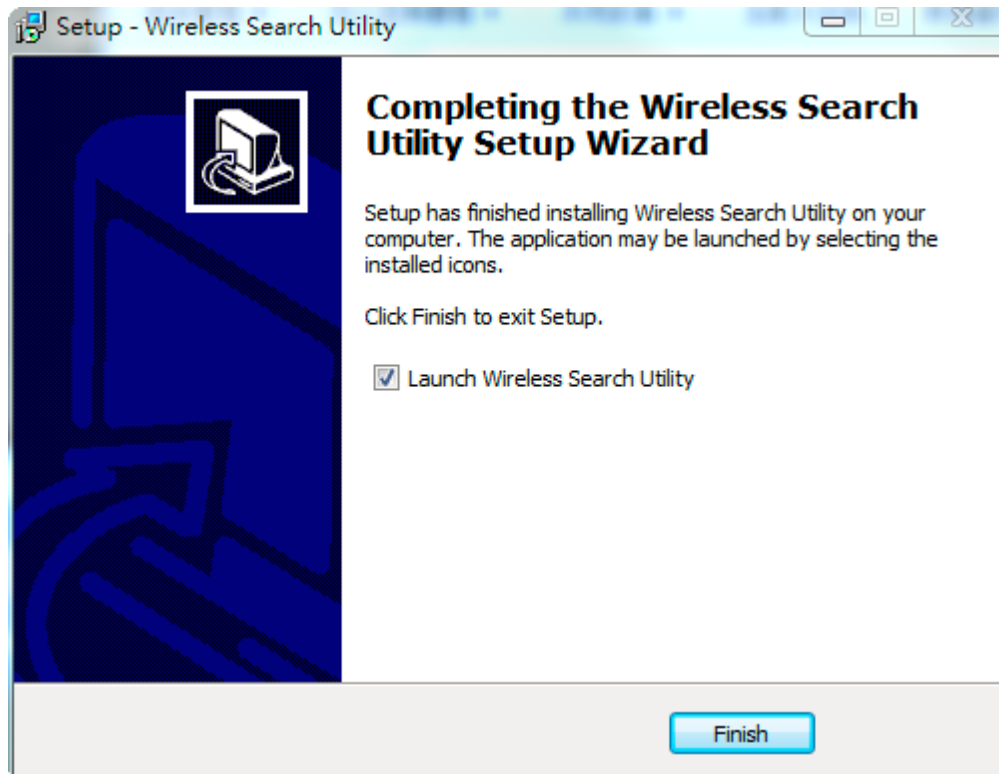 Setup - Wireless Search Utility
Completing the Wireless Search
Utility Setup Wizard
Setup has finished installing Wireless Search Utility on your
computer. The application may be launched by selecting the
installed icons.
Click Finish to exit Setup.
Launch Wireless Search Utility
Finish